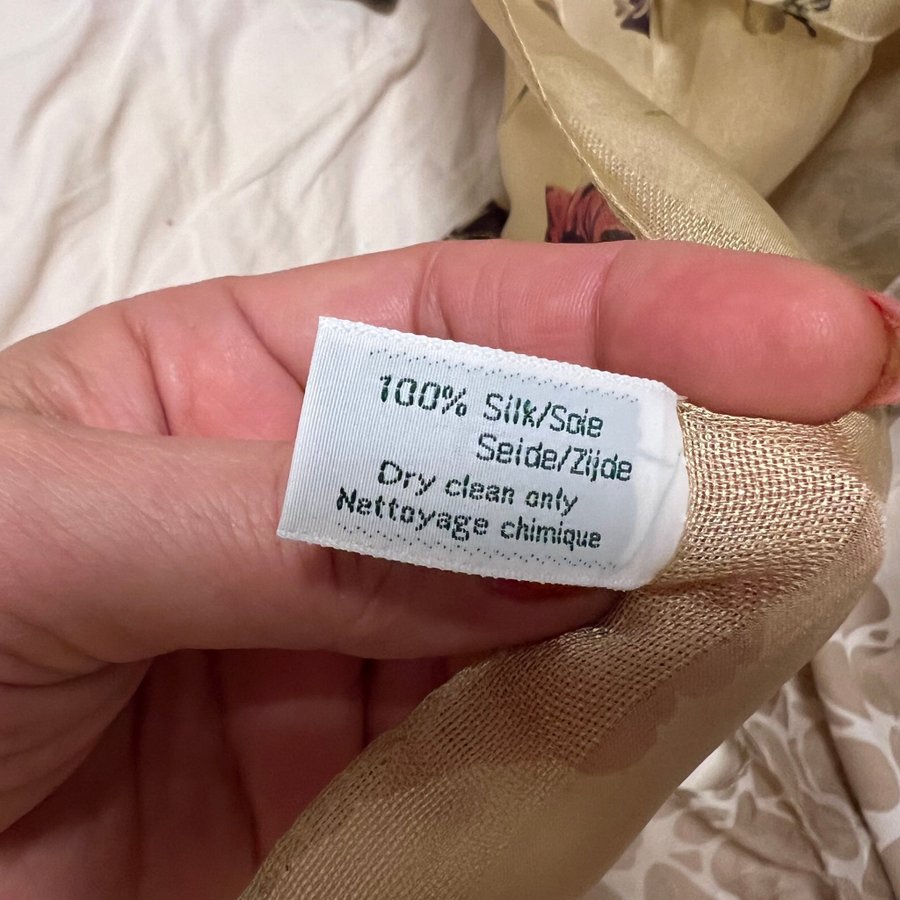 100% Silk/Soie
Seide/Zijde
Dry clean only
Nettoyage chimique